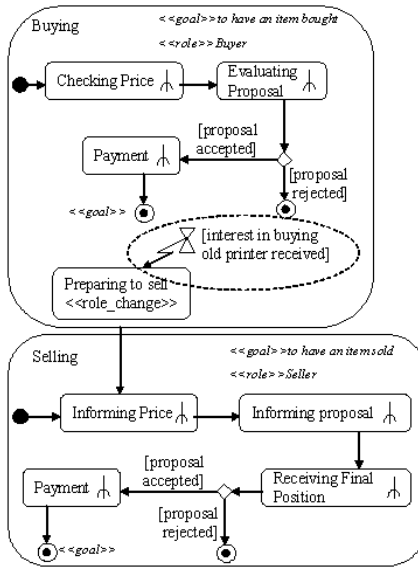 Buying
<<goal>>to have an item bought
<<role>>Buyer
Checking Price
Evaluating
Proposal
[proposal
accepted]
Payment
[proposal
rejected]
<<goal>>
[interest in buying
old printer received]
Preparing to sell
<<role_change>>
Selling
<<goal>>to have an item sold
<<role>>Seller
Informing Price
Informing proposal
[proposal
accepted]
Payment
Receiving Final
Position
[proposal
rejected]
<<goal>>